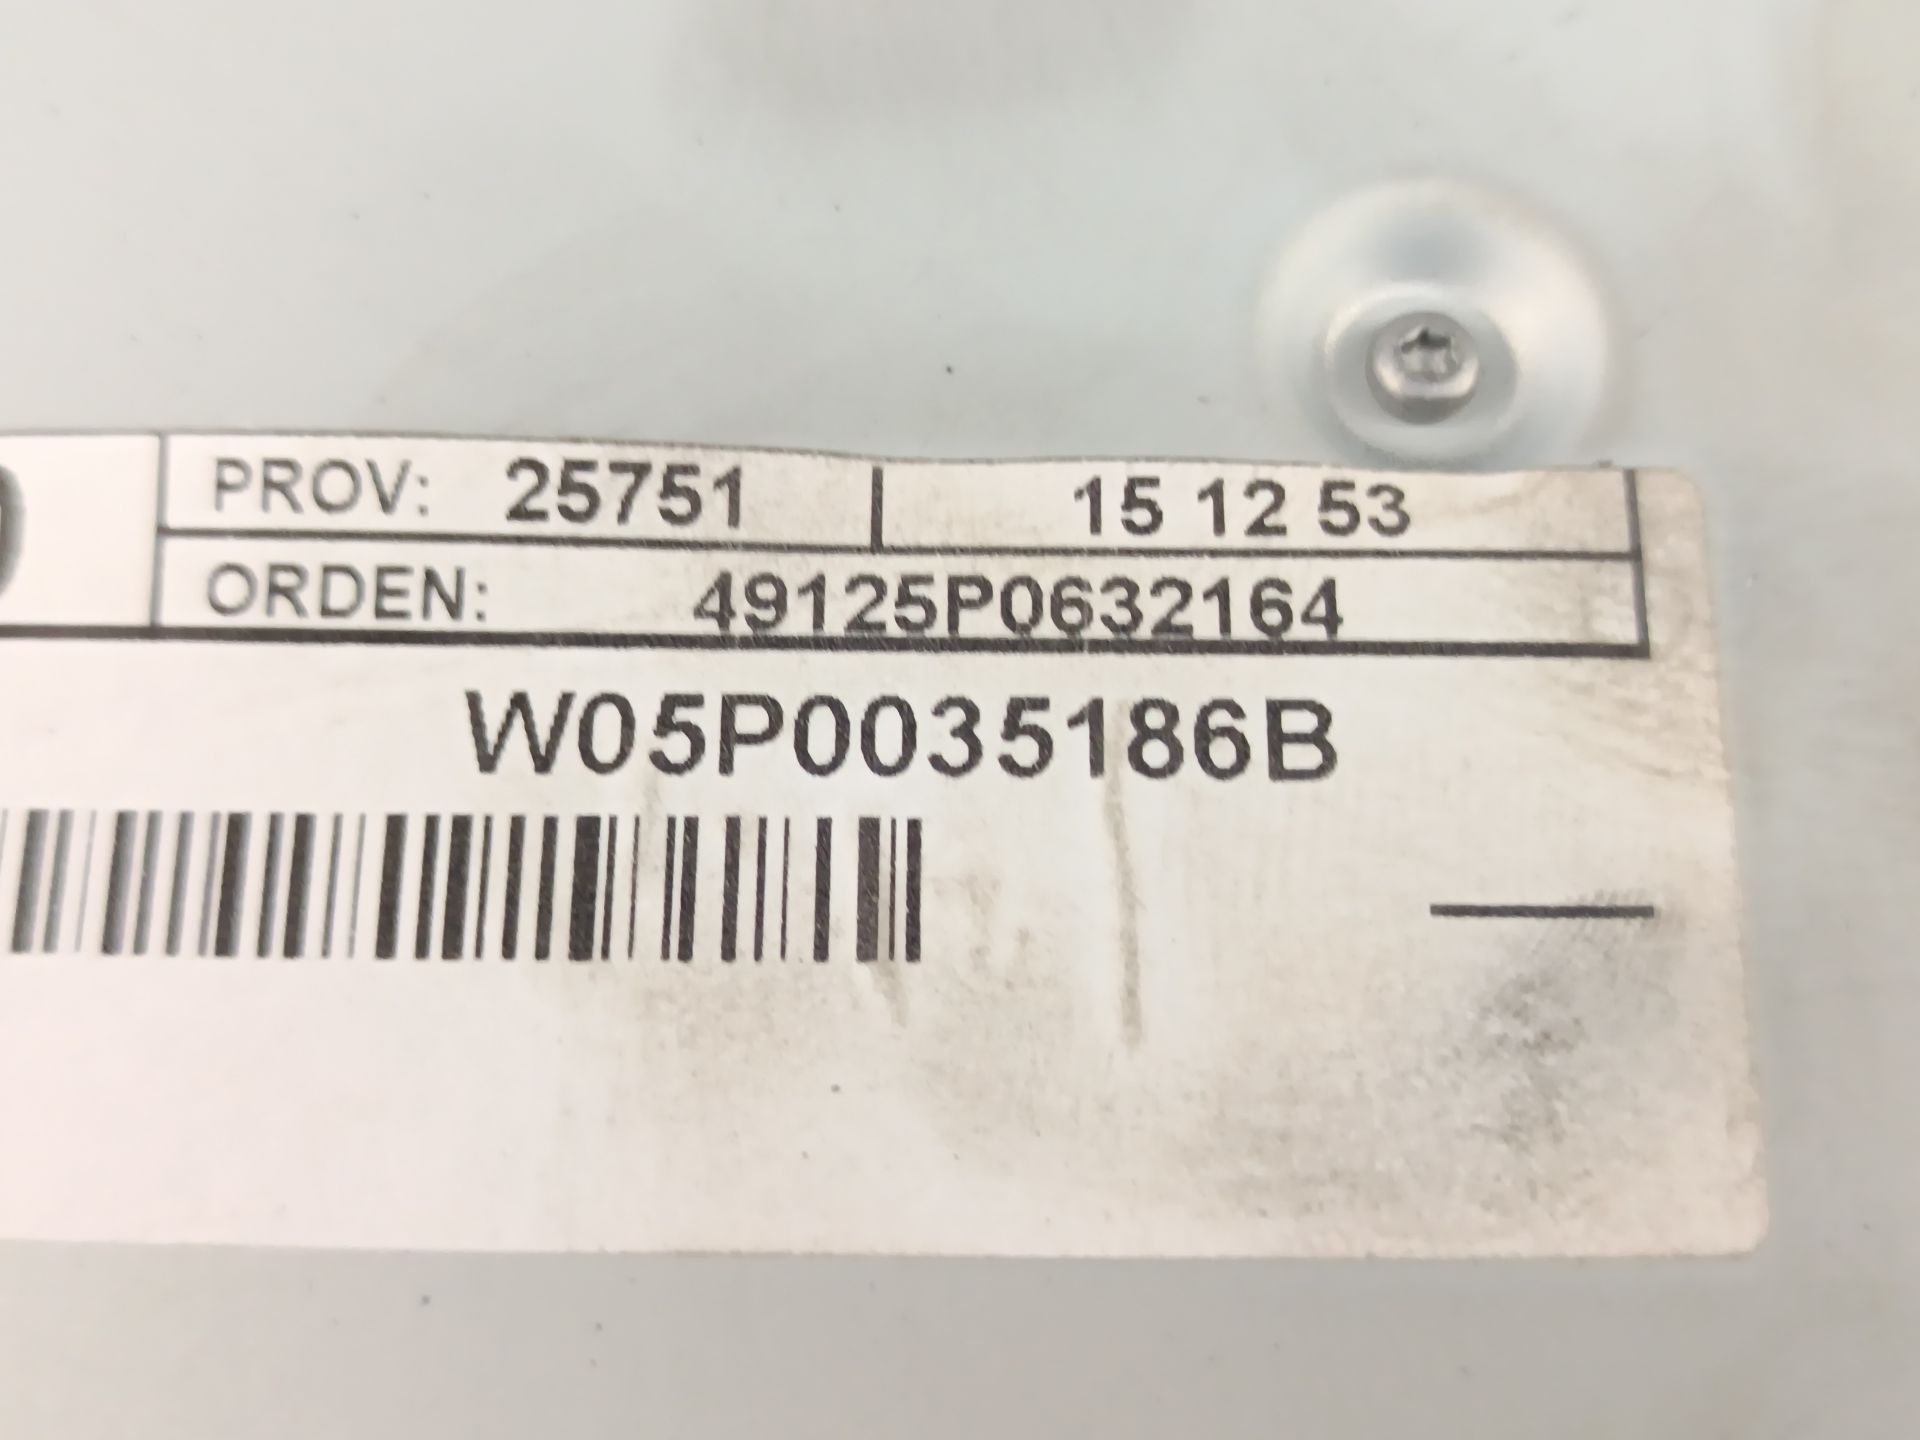 PROV: 25751 15 12 53
ORDEN: 49125P0632164
W05P0035186B